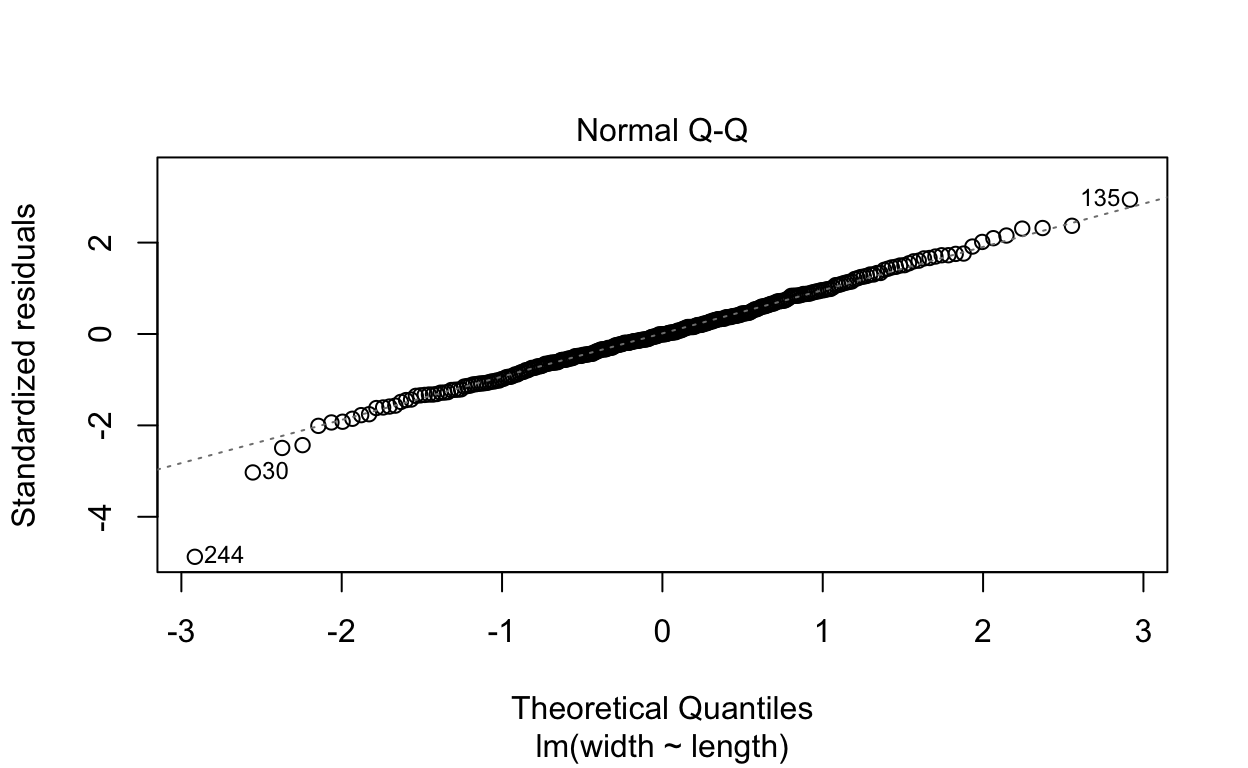 Normal Q-Q
Standardized residuals
2
0
-2
-4
135
30
244
-3 -2 -1 0 1 2 3
Theoretical Quantiles
lm(width ~ length)